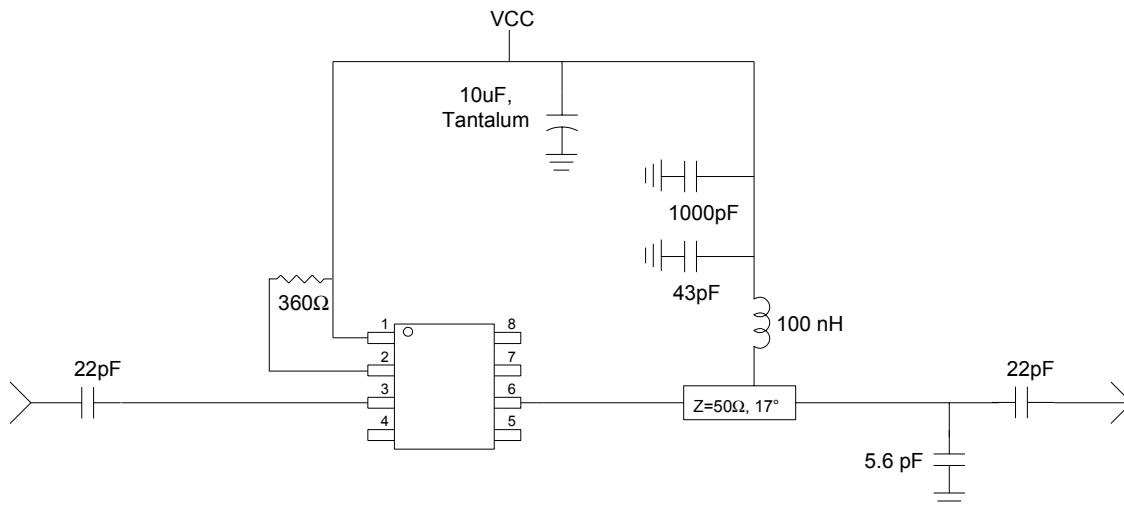 VCC
10uF,
Tantalum
1000pF
43pF
360Ω
100 nH
1
8
2
7
22pF
3
6
Z=50Ω, 17°
22pF
4
5
5.6 pF